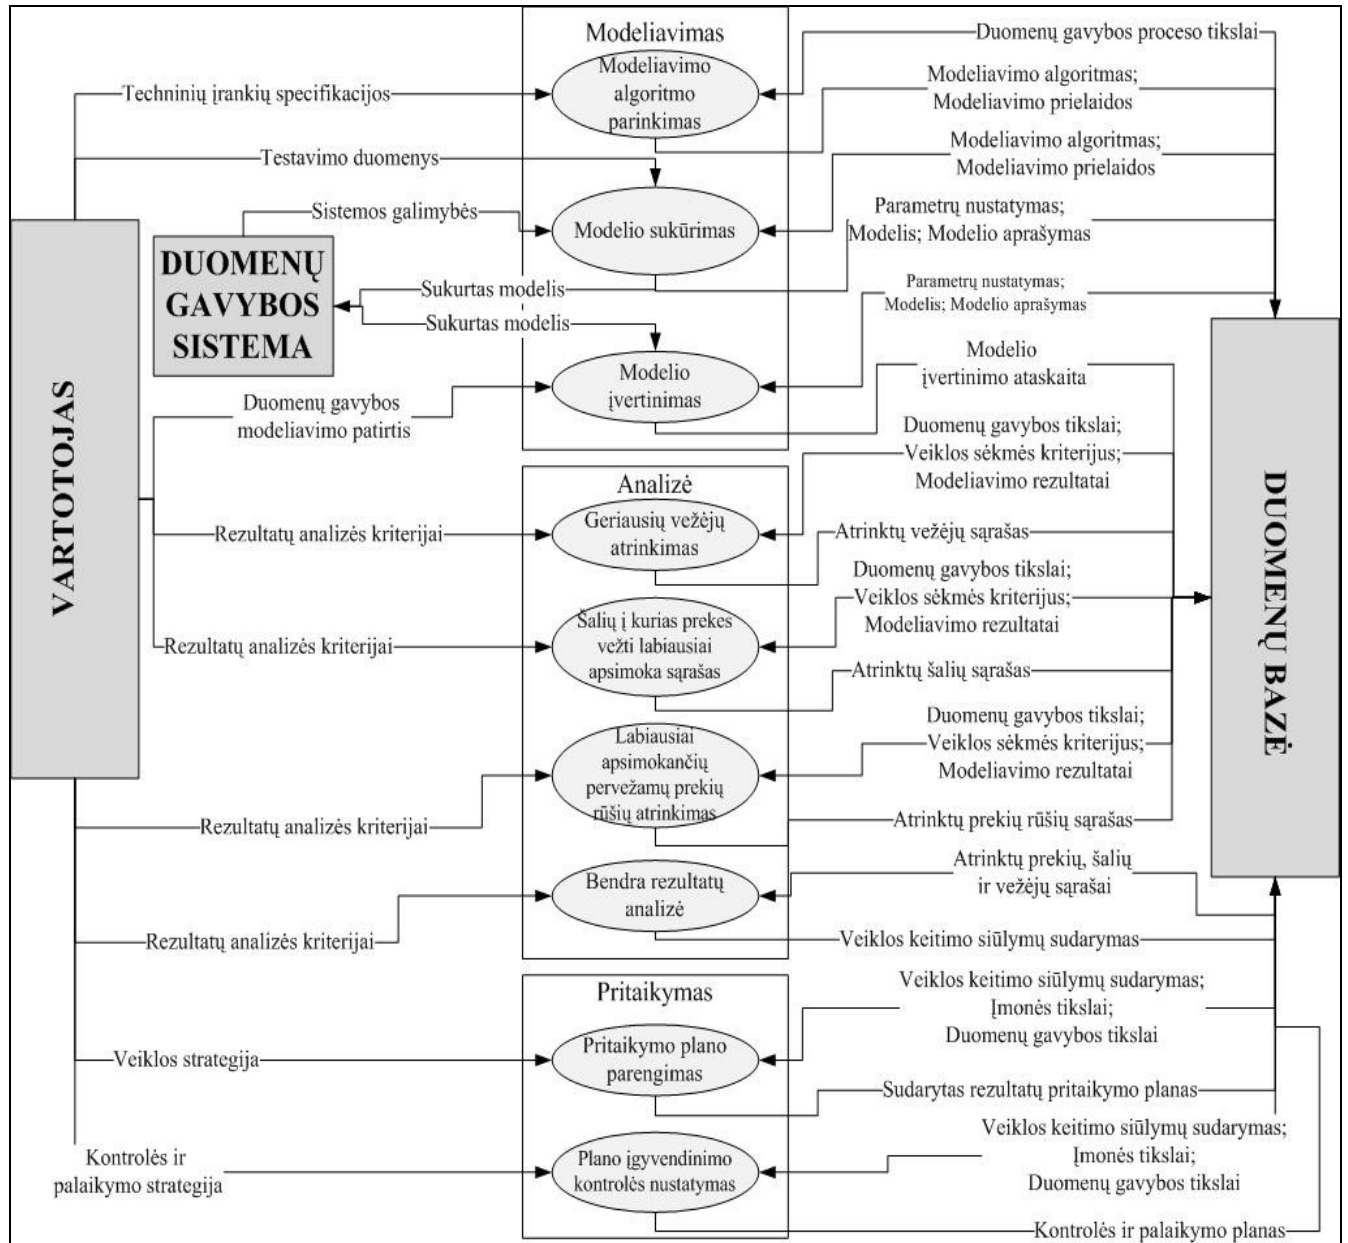 Modeliavimas
Duomenų gavybos proceso tikslai
Modeliavimo
algoritmo
parinkimas
Techninių įrankių specifikacijos
Modeliavimo algoritmas;
Modeliavimo prielaidos
Testavimo duomenys
Modeliavimo algoritmas;
Modeliavimo prielaidos
Sistemos galimybės
Modelio sukūrimas
Parametrų nustatymas;
Modelis; Modelio aprašymas
DUOMENŲ
GAVYBOS
SISTEMA
Sukurtas modelis
Sukurtas modelis
Parametrų nustatymas;
Modelis; Modelio aprašymas
Modelio
įvertinimas
Modelio
įvertinimo ataskaita
Duomenų gavybos
modeliavimo patirtis
VARTOTOJAS
DUOMENŲ BAZĖ
Analizė
Duomenų gavybos tikslai;
Veiklos sėkmės kriterijus;
Modeliavimo rezultatai
Rezultatų analizės kriterijai
Geriausių vežėjų
atrinkimas
Atrinktų vežėjų sąrašas
Duomenų gavybos tikslai;
Veiklos sėkmės kriterijus;
Modeliavimo rezultatai
Rezultatų analizės kriterijai
Šalių į kurias prekes
vežti labiausiai
apsimoka sąrašas
Atrinktų šalių sąrašas
Duomenų gavybos tikslai;
Veiklos sėkmės kriterijus;
Modeliavimo rezultatai
Labiausiai
apsimokančių
pervežamų prekių
rūšių atrinkimas
Rezultatų analizės kriterijai
Atrinktų prekių rūšių sąrašas
Atrinktų prekių, šalių
ir vežėjų sąrašai
Bendra rezultatų
analizė
Rezultatų analizės kriterijai
Veiklos keitimo siūlymų sudarymas
Pritaikymas
Veiklos keitimo siūlymų sudarymas;
Įmonės tikslai;
Duomenų gavybos tikslai
Veiklos strategija
Pritaikymo plano
parengimas
Sudarytas rezultatų pritaikymo planas
Veiklos keitimo siūlymų sudarymas;
Įmonės tikslai;
Duomenų gavybos tikslai
Kontrolės ir
palaikymo strategija
Plano įgyvendinimo
kontrolės nustatymas
Kontrolės ir palaikymo planas